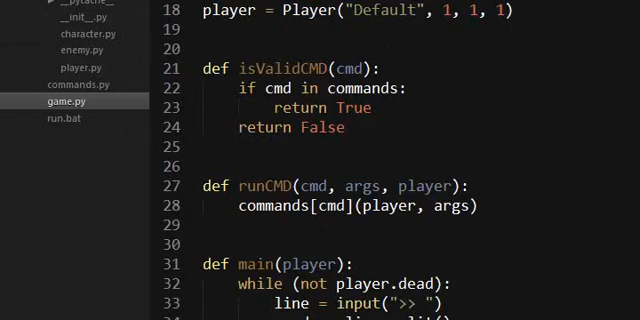 __pycache__
__init__.py
character.py
enemy.py
player.py
commands.py
game.py
run.bat
18 player = Player("Default", 1, 1, 1)
19
20
21 def isValidCMD(cmd):
22 if cmd in commands:
23 return True
24 return False
25
26
27 def runCMD(cmd, args, player):
28 commands[cmd](player, args)
29
30
31 def main(player):
32 while (not player.dead):
33 line = input(">> ")